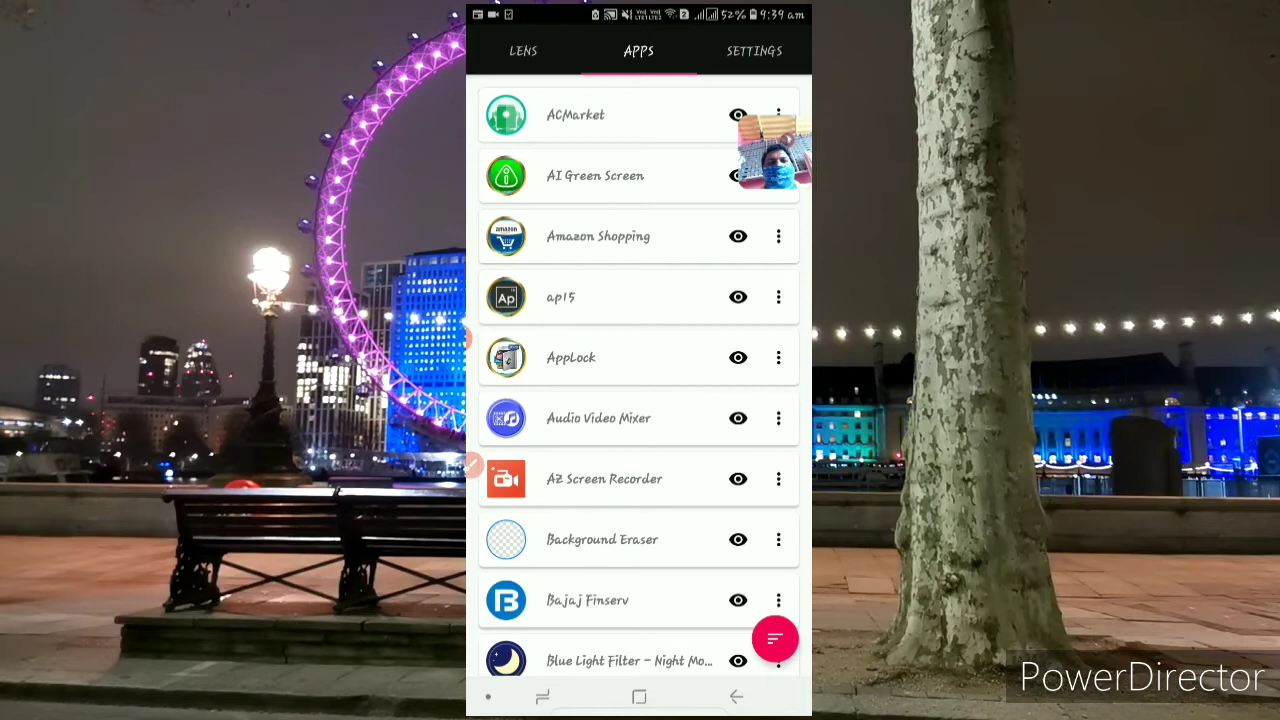 52% 9:39 am
LENS APPS SETTINGS
ACMarket
AI Green Screen
amazon
Amazon Shopping
Ap
ap15
AppLock
Audio Video Mixer
AZ Screen Recorder
Background Eraser
B
Bajaj Finserv
Blue Light Filter - Night Mo...
PowerDirector